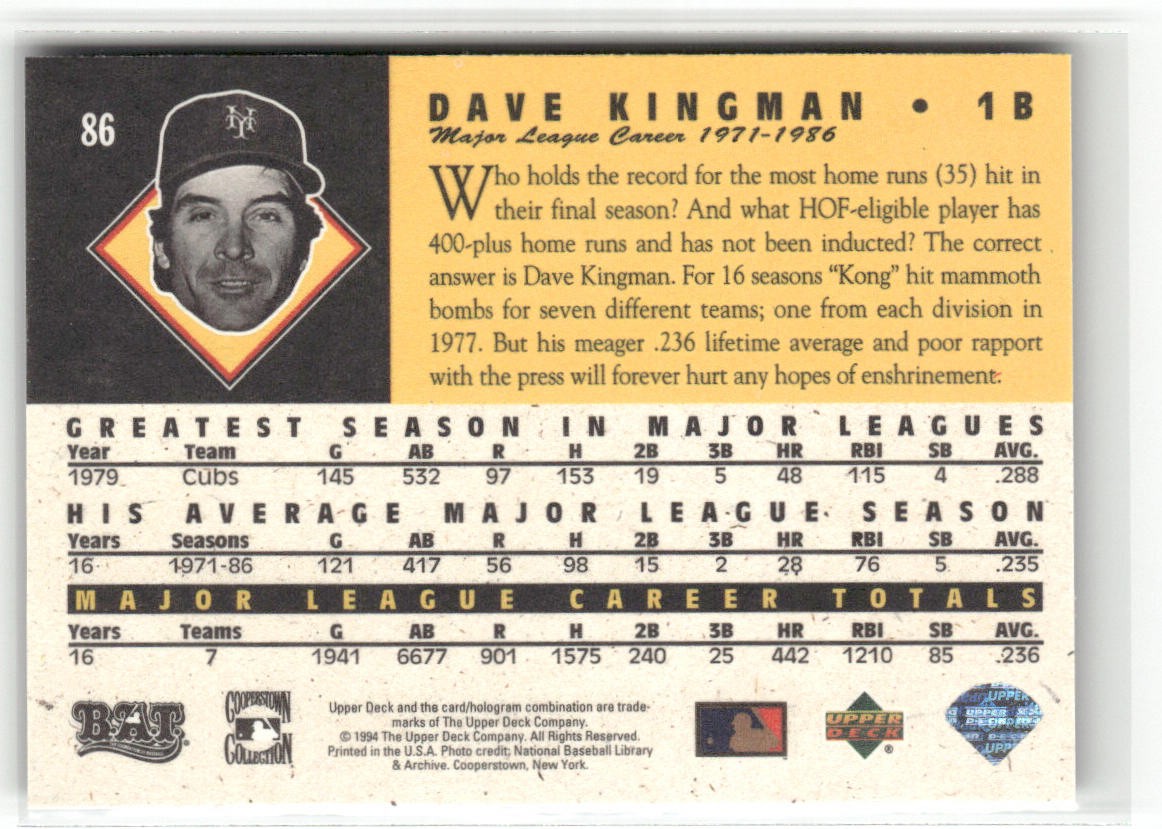 86
DAVE KINGMAN • 1B
Major League Career 1971-1986
Who holds the record for the most home runs (35) hit in
their final season? And what HOF-eligible player has
400-plus home runs and has not been inducted? The correct
answer is Dave Kingman. For 16 seasons “Kong” hit mammoth
bombs for seven different teams; one from each division in
1977. But his meager .236 lifetime average and poor rapport
with the press will forever hurt any hopes of enshrinement.
GREATEST SEASON IN MAJOR LEAGUES
Year Team G AB R H 2B 3B HR RBI SB AVG.
1979 Cubs 145 532 97 153 19 5 48 115 4 .288
HIS AVERAGE MAJOR LEAGUE SEASON
Years Seasons G AB R H 2B 3B HR RBI SB AVG.
16 1971-86 121 417 56 98 15 2 28 76 5 .235
MAJOR LEAGUE CAREER TOTALS
Years Teams G AB R H 2B 3B HR RBI SB AVG.
16 7 1941 6677 901 1575 240 25 442 1210 85 .236
B.A.T.
COOPERSTOWN
COLLECTION
Upper Deck and the card/hologram combination are trade-
marks of The Upper Deck Company.
© 1994 The Upper Deck Company. All Rights Reserved.
Printed in the U.S.A. Photo credit: National Baseball Library
& Archive. Cooperstown, New York.
UPPER
DECK
®
UPPER
DECK